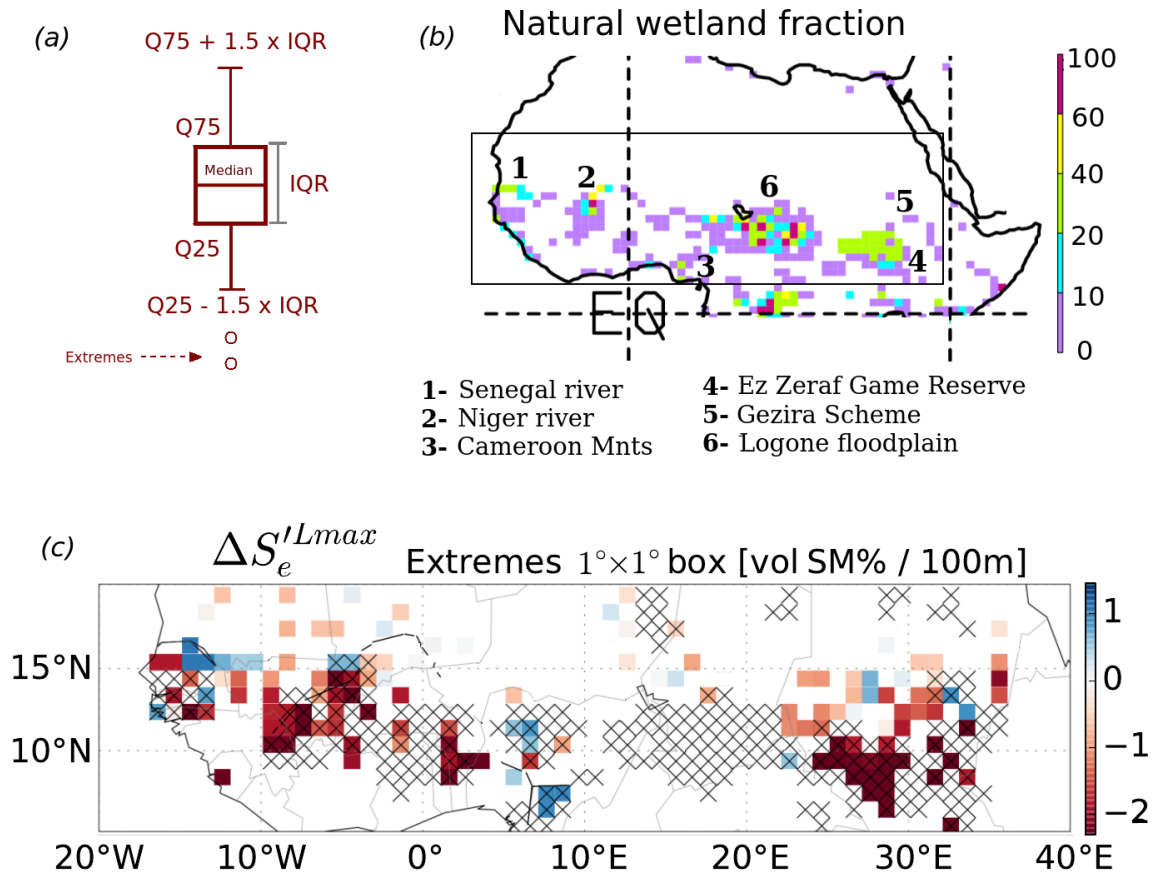 (a)
Q75 + 1.5 x IQR
Q75
Median
IQR
Q25
Q25 - 1.5 x IQR
Extremes
(b)
Natural wetland fraction
1
2
3
4
5
6
EQ
100
60
40
20
10
0
1- Senegal river
2- Niger river
3- Cameroon Mnts
4- Ez Zeraf Game Reserve
5- Gezira Scheme
6- Logone floodplain
(c)
ΔS_e^{′Lmax} Extremes 1°×1° box [vol SM% / 100m]
15°N
10°N
20°W 10°W 0° 10°E 20°E 30°E 40°E
1
0
−1
−2